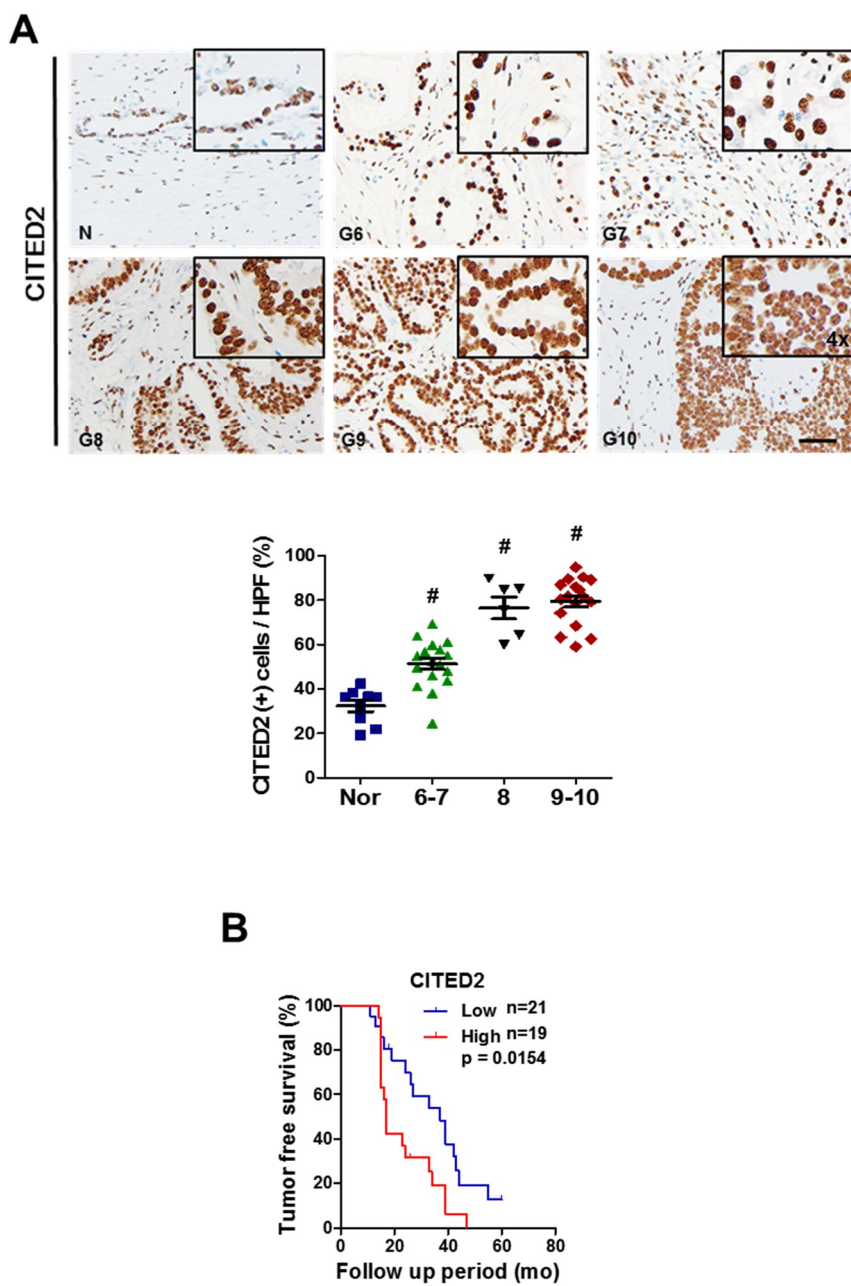 A
CITED2
N
G6
G7
G8
G9
G10
4x
CITED2 (+) cells / HPF (%)
100
80
60
40
20
0
#
#
#
Nor
6-7
8
9-10
B
CITED2
Low n=21
High n=19
p = 0.0154
Tumor free survival (%)
100
80
60
40
20
0
0
20
40
60
80
Follow up period (mo)